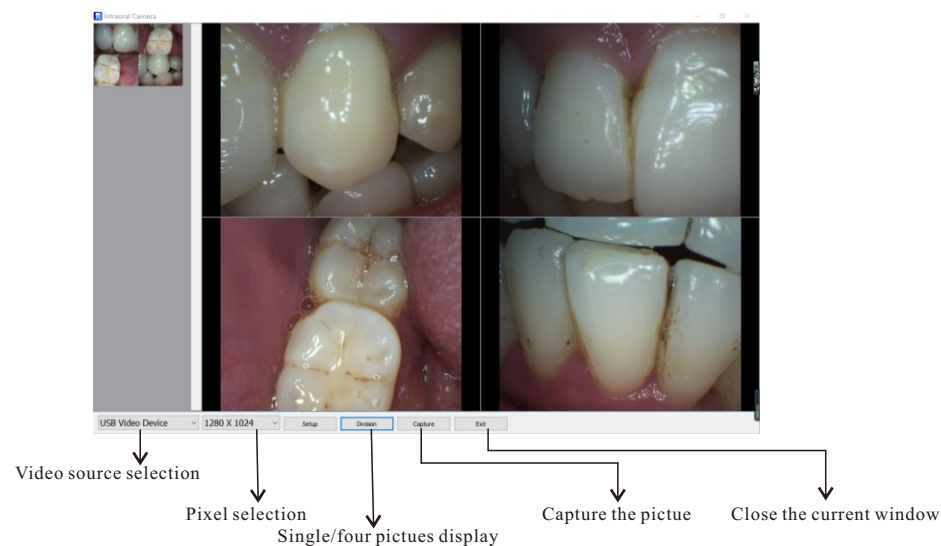 Intraoral Camera
USB Video Device
1280 X 1024
Setup
Division
Capture
Exit
Video source selection
Pixel selection
Single/four pictues display
Capture the pictue
Close the current window